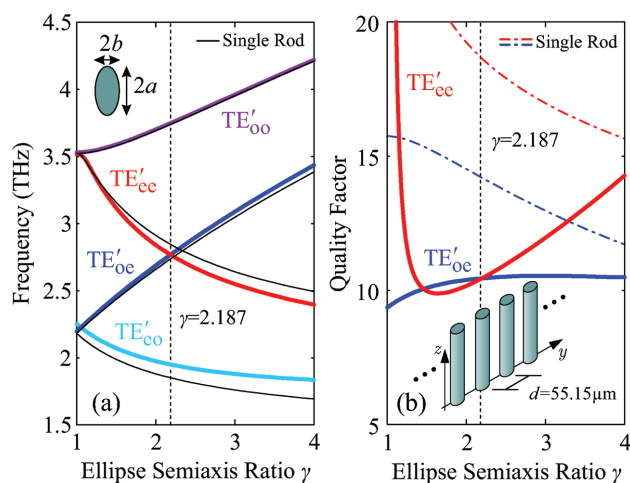 4.5
4
3.5
3
2.5
2
1.5
Frequency (THz)
2b
2a
Single Rod
TE′oo
TE′ee
TE′oe
γ=2.187
TE′eo
(a)
1 2 3 4
Ellipse Semiaxis Ratio γ
20
15
10
5
Quality Factor
Single Rod
TE′ee
γ=2.187
TE′oe
z
y
d=55.15μm
(b)
1 2 3 4
Ellipse Semiaxis Ratio γ